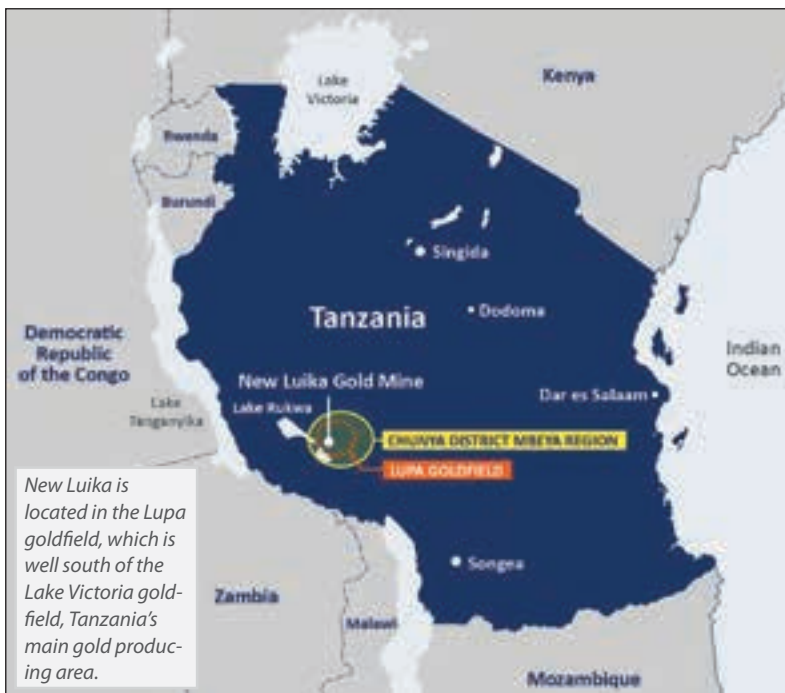 Lake
Victoria
Kenya
Rwanda
Burundi
Singida
Tanzania
Dodoma
Democratic
Republic
of the Congo
Indian
Ocean
New Luika Gold Mine
Dar es Salaam
Lake Rukwa
Lake
Tanganyika
CHUNYA DISTRICT MBEYA REGION
LUPA GOLDFIELD
New Luika is
located in the Lupa
goldfield, which is
well south of the
Lake Victoria gold-
field, Tanzania's
main gold produc-
ing area.
Songea
Zambia
Malawi
Mozambique